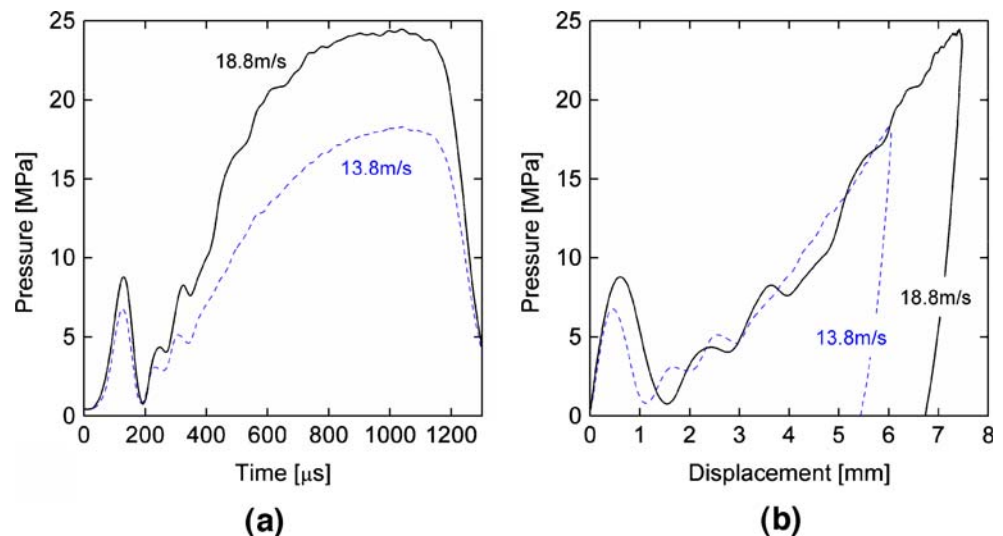 25
20
15
10
5
0
Pressure [MPa]
18.8m/s
13.8m/s
0 200 400 600 800 1000 1200
Time [μs]
(a)
25
20
15
10
5
0
Pressure [MPa]
18.8m/s
13.8m/s
0 1 2 3 4 5 6 7 8
Displacement [mm]
(b)